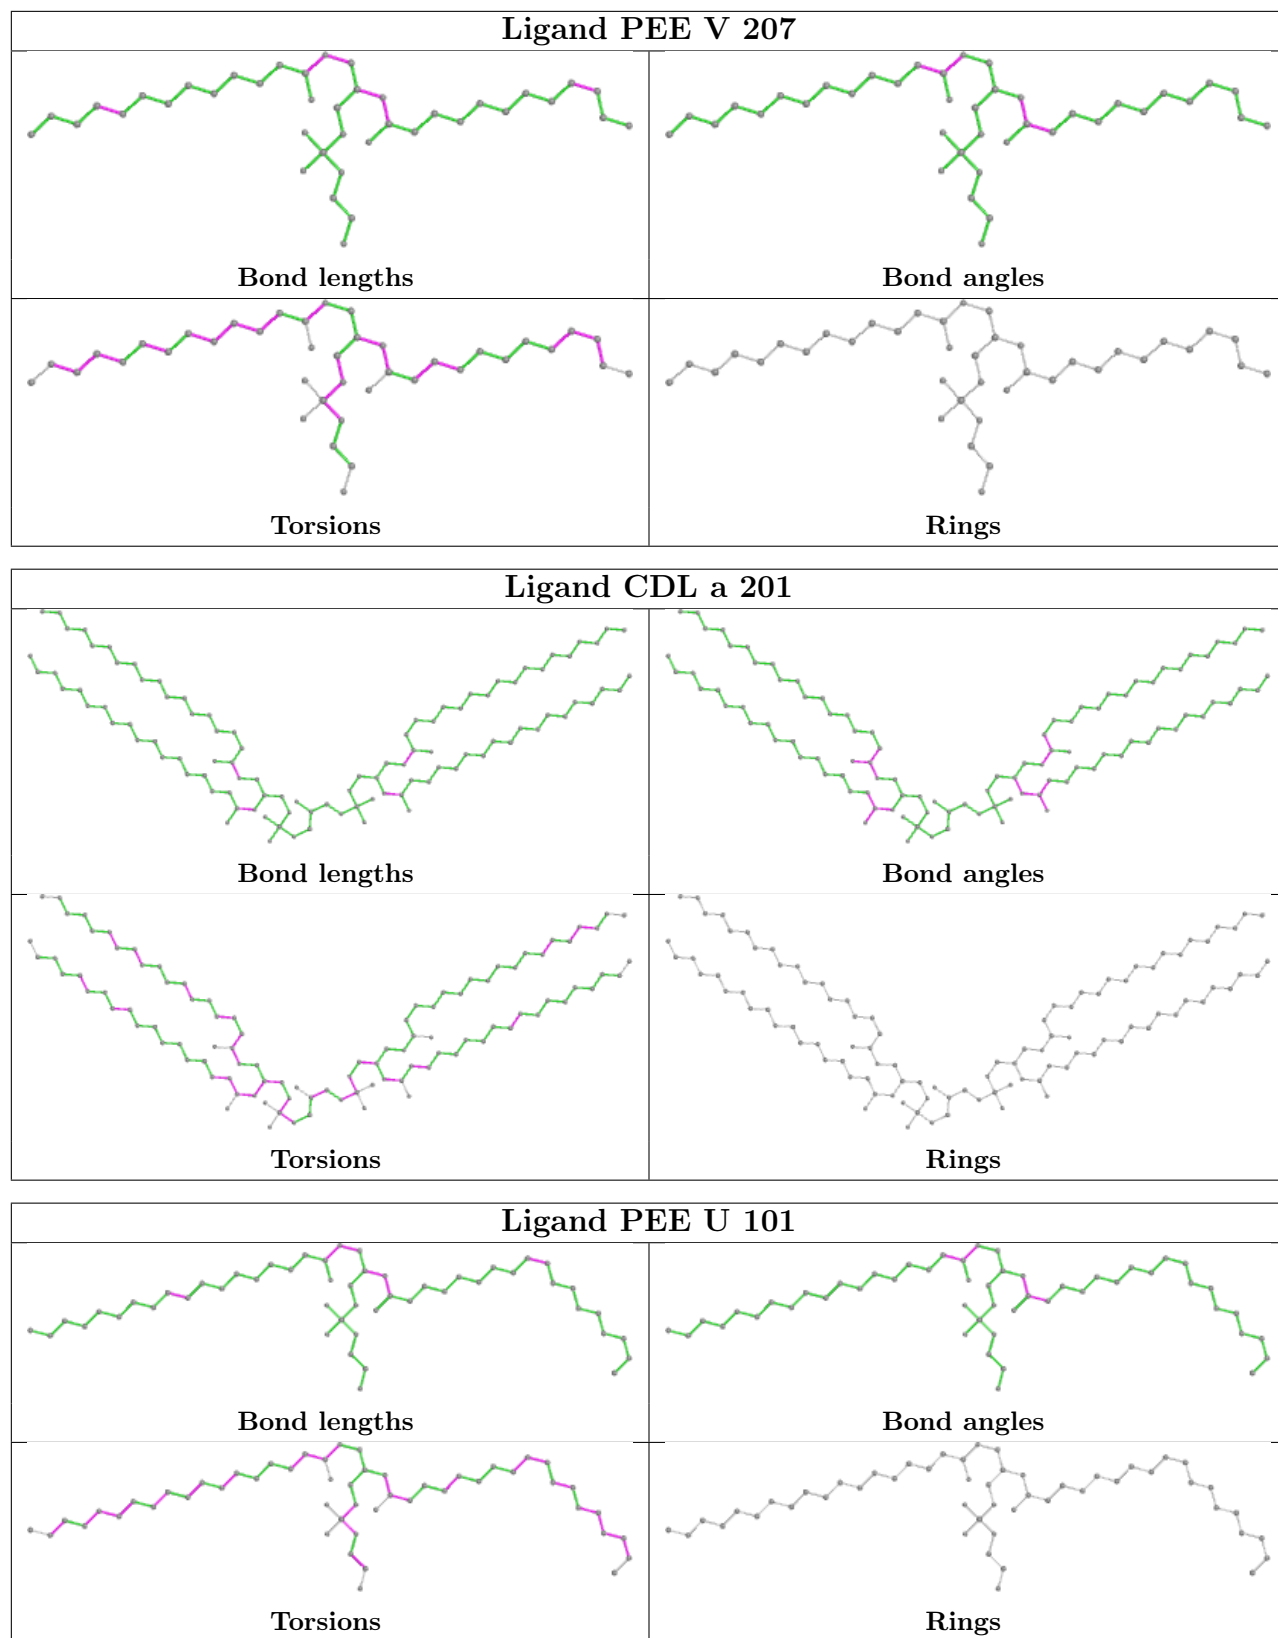 Ligand PEE V 207
Bond lengths
Bond angles
Torsions
Rings
Ligand CDL a 201
Bond lengths
Bond angles
Torsions
Rings
Ligand PEE U 101
Bond lengths
Bond angles
Torsions
Rings